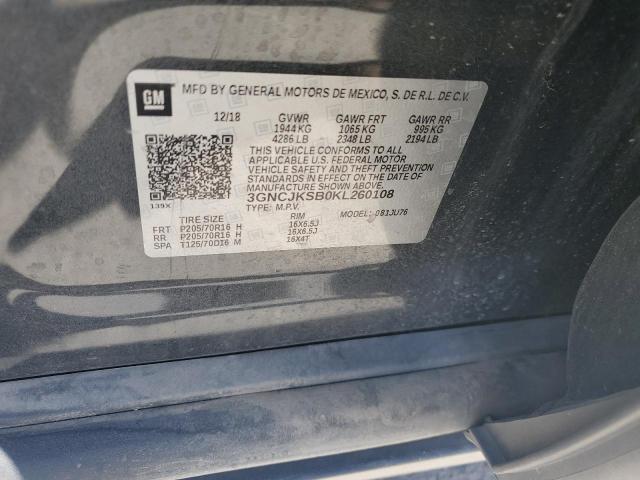 GM
MFD BY GENERAL MOTORS DE MEXICO, S. DE R.L. DE C.V.
12/18 GVWR GAWR FRT GAWR RR
1944 KG 1065 KG 995 KG
4286 LB 2348 LB 2194 LB
THIS VEHICLE CONFORMS TO ALL
APPLICABLE U.S. FEDERAL MOTOR
VEHICLE SAFETY AND THEFT PREVENTION
STANDARDS IN EFFECT ON THE DATE OF
MANUFACTURE SHOWN ABOVE.
139X
3GNCJKSB0KL260108
TYPE: M.P.V. MODEL: 081JU76
TIRE SIZE RIM
FRT P205/70R16 H 16X6.5J
RR P205/70R16 H 16X6.5J
SPA T125/70D16 M 16X4T